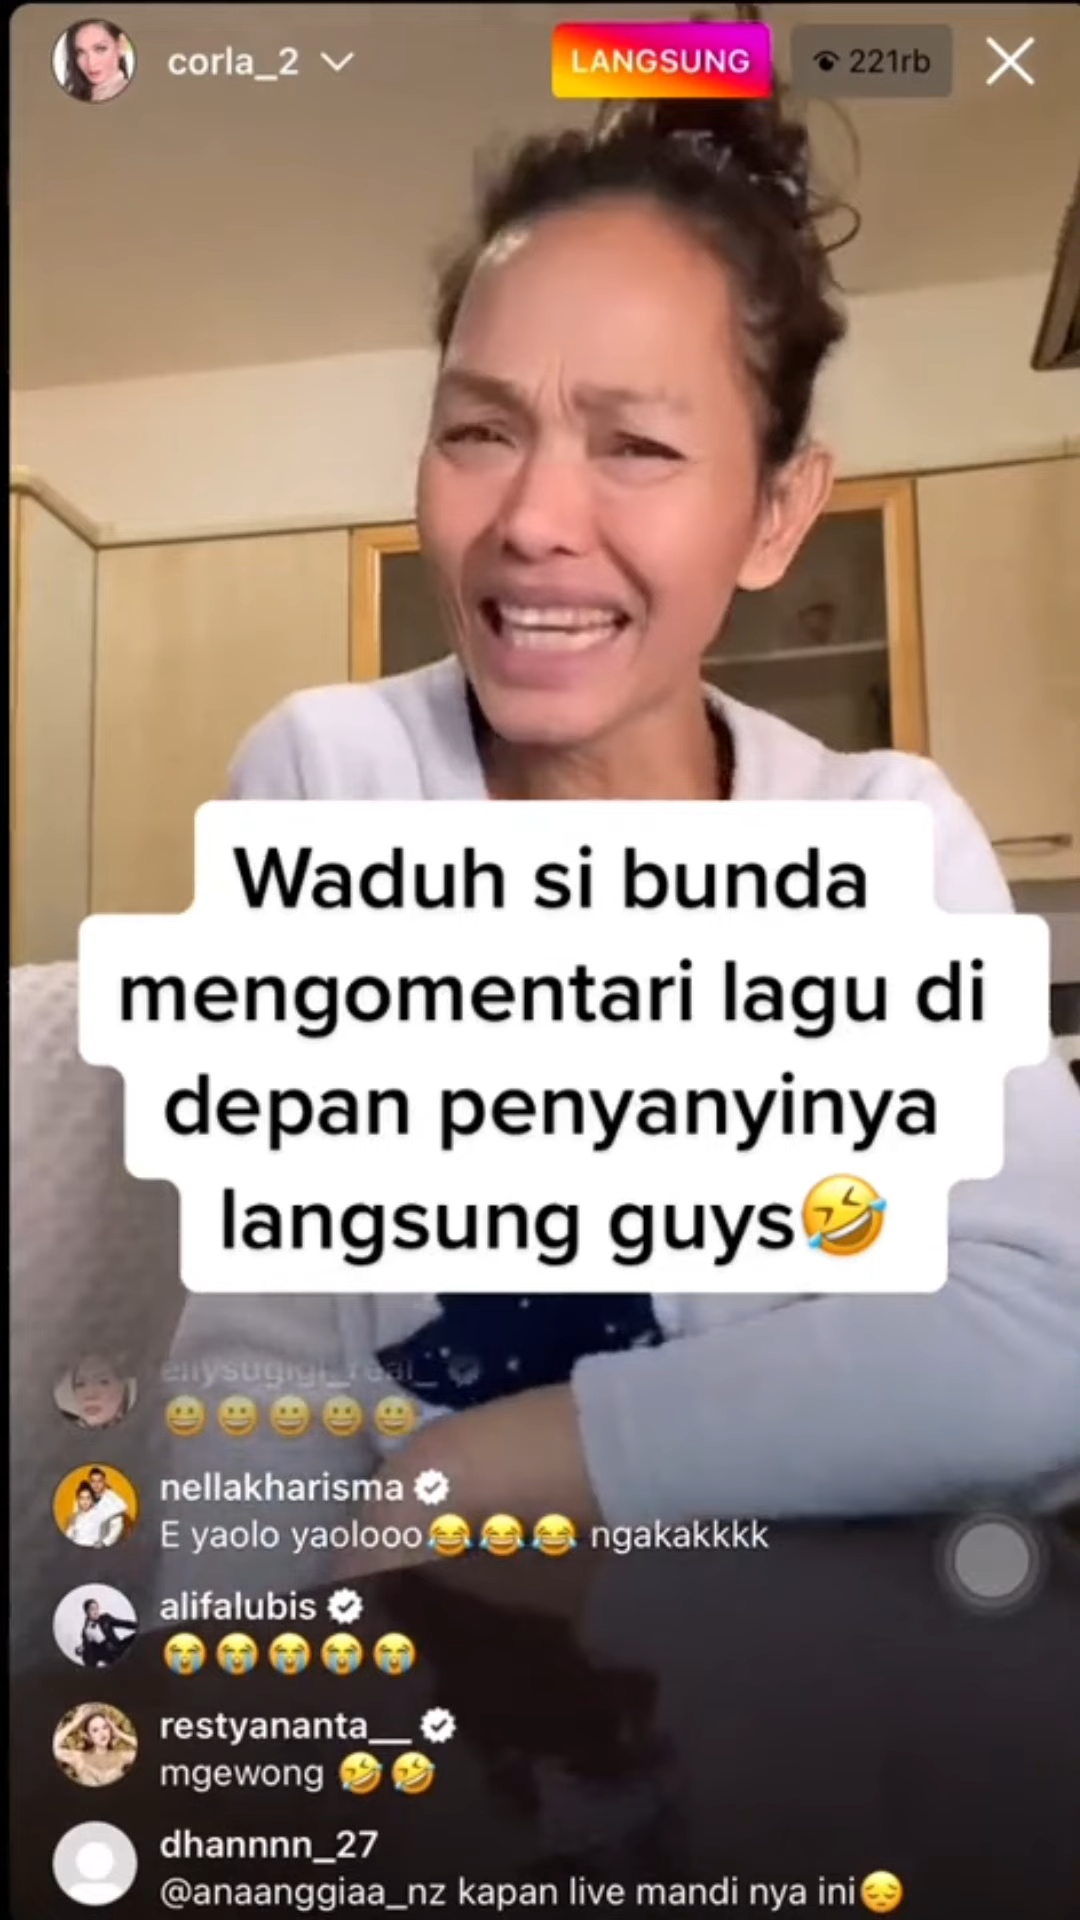 corla_2
LANGSUNG
221rb
Waduh si bunda
mengomentari lagu di
depan penyanyinya
langsung guys🤣
ellysugigi_real_
😀😀😀😀😀
nellakharisma
E yaolo yaolooo😂😂😂 ngakakkkk
alifalubis
😭😭😭😭😭
restyananta__
mgewong 🤣🤣
dhannnn_27
@anaanggiaa_nz kapan live mandi nya ini😔